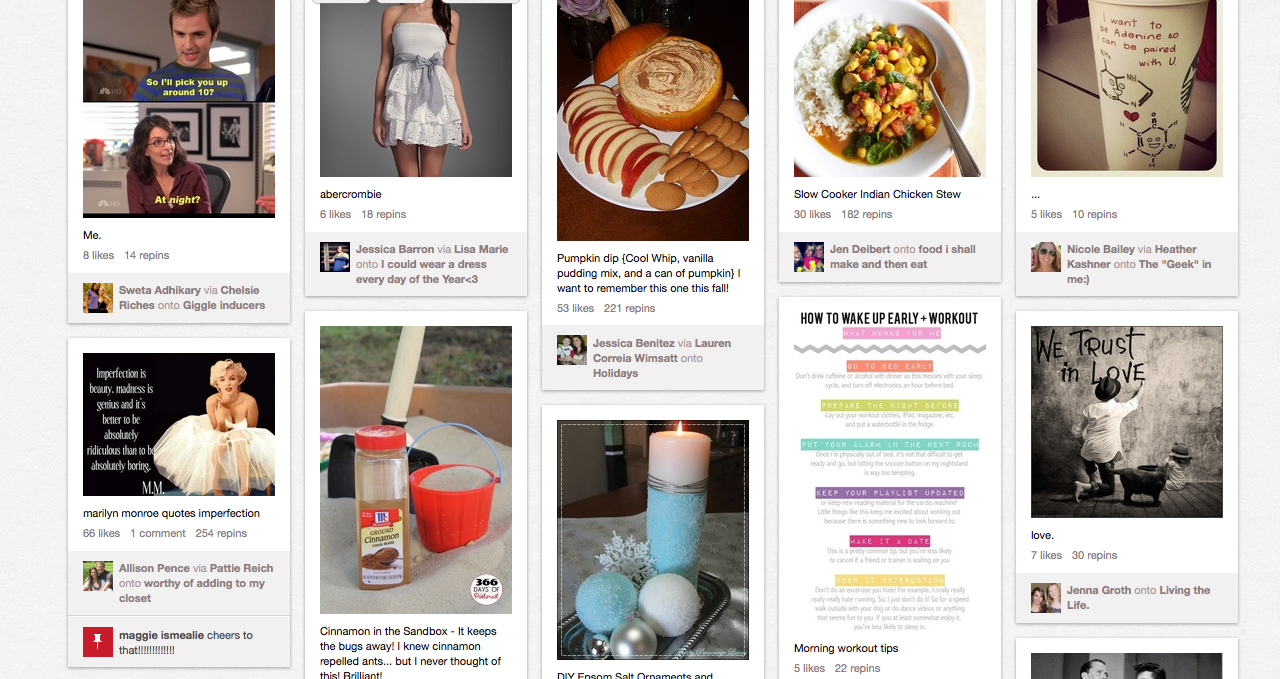 So I'll pick you up
around 10?
NBC HD
At night?
NBC HD
Me.
8 likes 14 repins
Sweta Adhikary via Chelsie
Riches onto Giggle inducers
Imperfection is
beauty, madness is
genius and it's
better to be
absolutely
ridiculous than to be
absolutely boring.
M.M.
marilyn monroe quotes imperfection
66 likes 1 comment 254 repins
Allison Pence via Pattie Reich
onto worthy of adding to my
closet
maggie ismealie cheers to
that!!!!!!!!!!!!!
abercrombie
6 likes 18 repins
Jessica Barron via Lisa Marie
onto I could wear a dress
every day of the Year<3
McCormick
GROUND
Cinnamon
366
DAYS OF
Pinterest
Cinnamon in the Sandbox - It keeps
the bugs away! I knew cinnamon
repelled ants... but I never thought of
this! Brilliant!
Pumpkin dip {Cool Whip, vanilla
pudding mix, and a can of pumpkin} I
want to remember this one this fall!
53 likes 221 repins
Jessica Benitez via Lauren
Correia Wimsatt onto
Holidays
DIY Epsom Salt Ornaments and
Slow Cooker Indian Chicken Stew
30 likes 182 repins
Jen Deibert onto food i shall
make and then eat
HOW TO WAKE UP EARLY + WORKOUT
WHAT WORKS FOR ME
GO TO BED EARLY
Don't drink caffeine or alcohol with dinner as this messes with your sleep
cycle, and turn off electronics an hour before bed.
PREPARE THE NIGHT BEFORE
Lay out your workout clothes, iPod, magazine, etc.
and put a waterbottle in the fridge.
PUT YOUR ALARM IN THE NEXT ROOM
Once I'm physically out of bed, it's not that difficult to get
ready and go, but hitting the snooze button on my nightstand
is way too tempting.
KEEP YOUR PLAYLIST UPDATED
or keep new reading material for the cardio machine!
Little things like this keep me excited about working out
because there is something new to look forward to.
MAKE IT A DATE
This is a pretty common tip, but you're less likely
to cancel if a friend or trainer is waiting on you
KEEP IT INTERESTING
Don't do an exercise you hate! For example, I really really
really really hate running. So, I just don't do it! Go for a speed
walk outside with your dog or do dance videos or anything
that seems fun to you. If you at least somewhat enjoy it,
you're less likely to sleep in.
Morning workout tips
5 likes 22 repins
I want to
be Adenine so
i can be paired
with U.
...
5 likes 10 repins
Nicole Bailey via Heather
Kashner onto The "Geek" in
me:)
WE TRUST
in LOVE
love.
7 likes 30 repins
Jenna Groth onto Living the
Life.